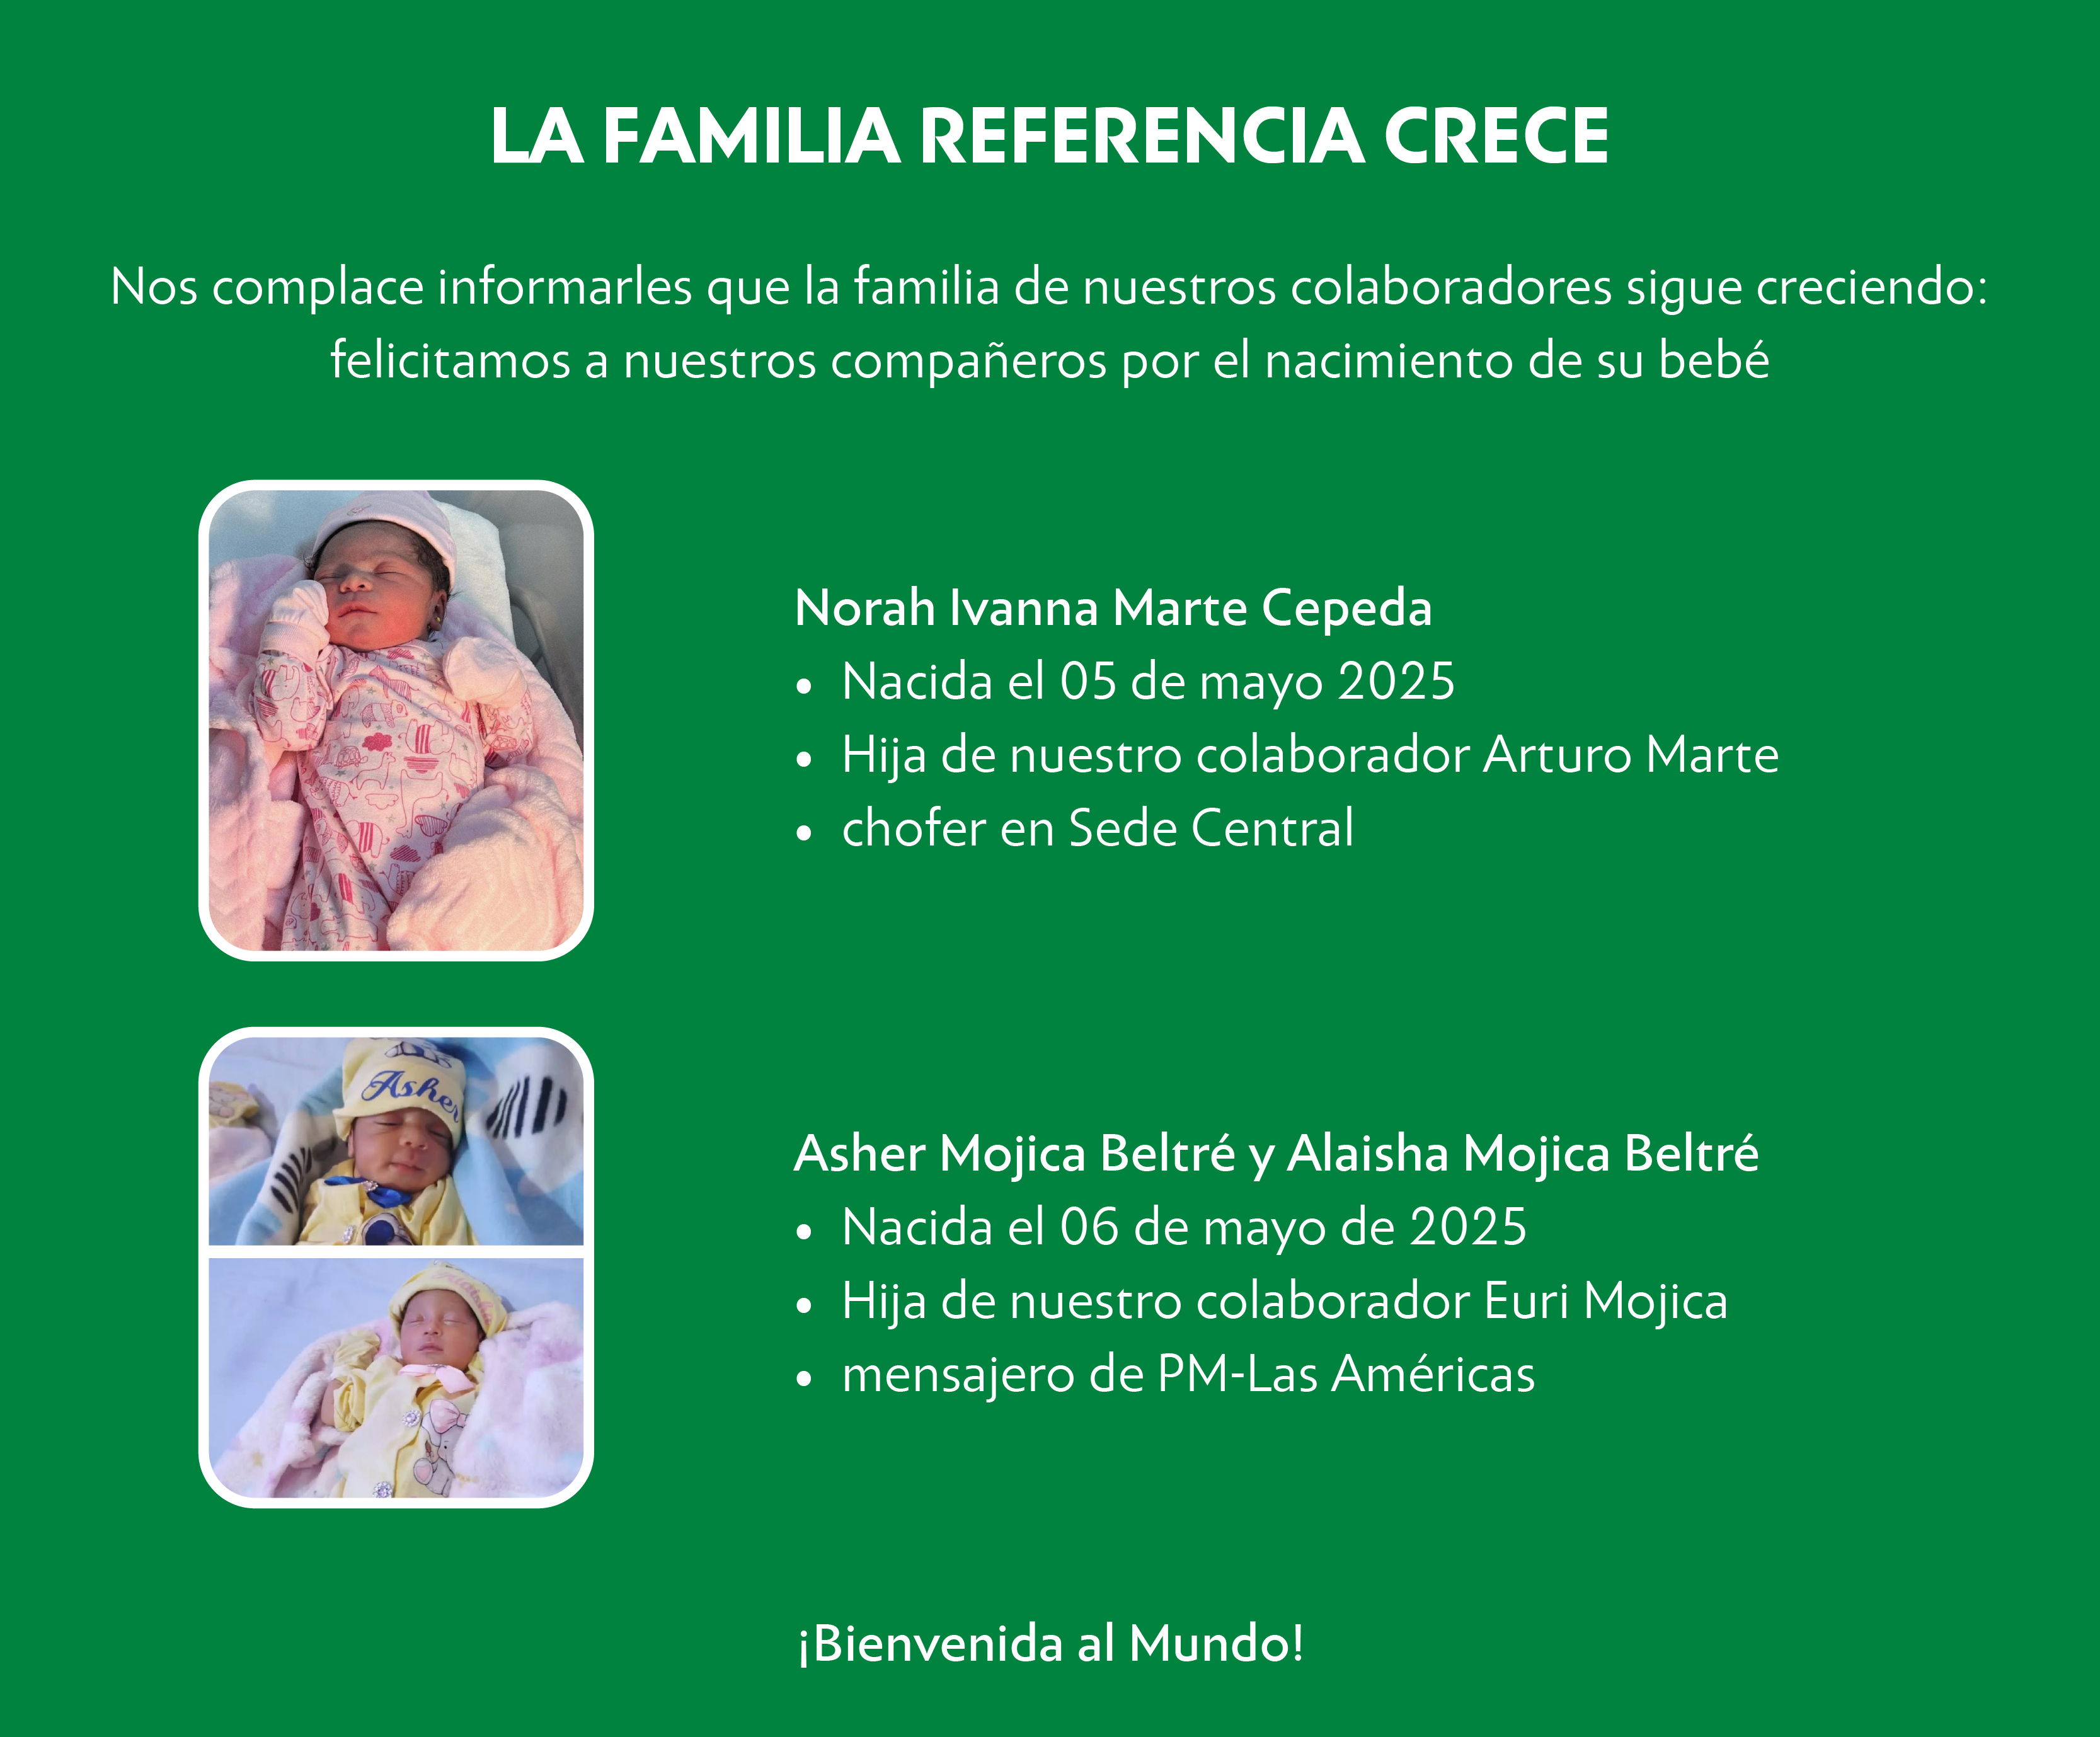 LA FAMILIA REFERENCIA CRECE
Nos complace informarles que la familia de nuestros colaboradores sigue creciendo:
felicitamos a nuestros compañeros por el nacimiento de su bebé
Norah Ivanna Marte Cepeda
• Nacida el 05 de mayo 2025
• Hija de nuestro colaborador Arturo Marte
• chofer en Sede Central
Asher
Asher Mojica Beltré y Alaisha Mojica Beltré
• Nacida el 06 de mayo de 2025
• Hija de nuestro colaborador Euri Mojica
• mensajero de PM-Las Américas
¡Bienvenida al Mundo!